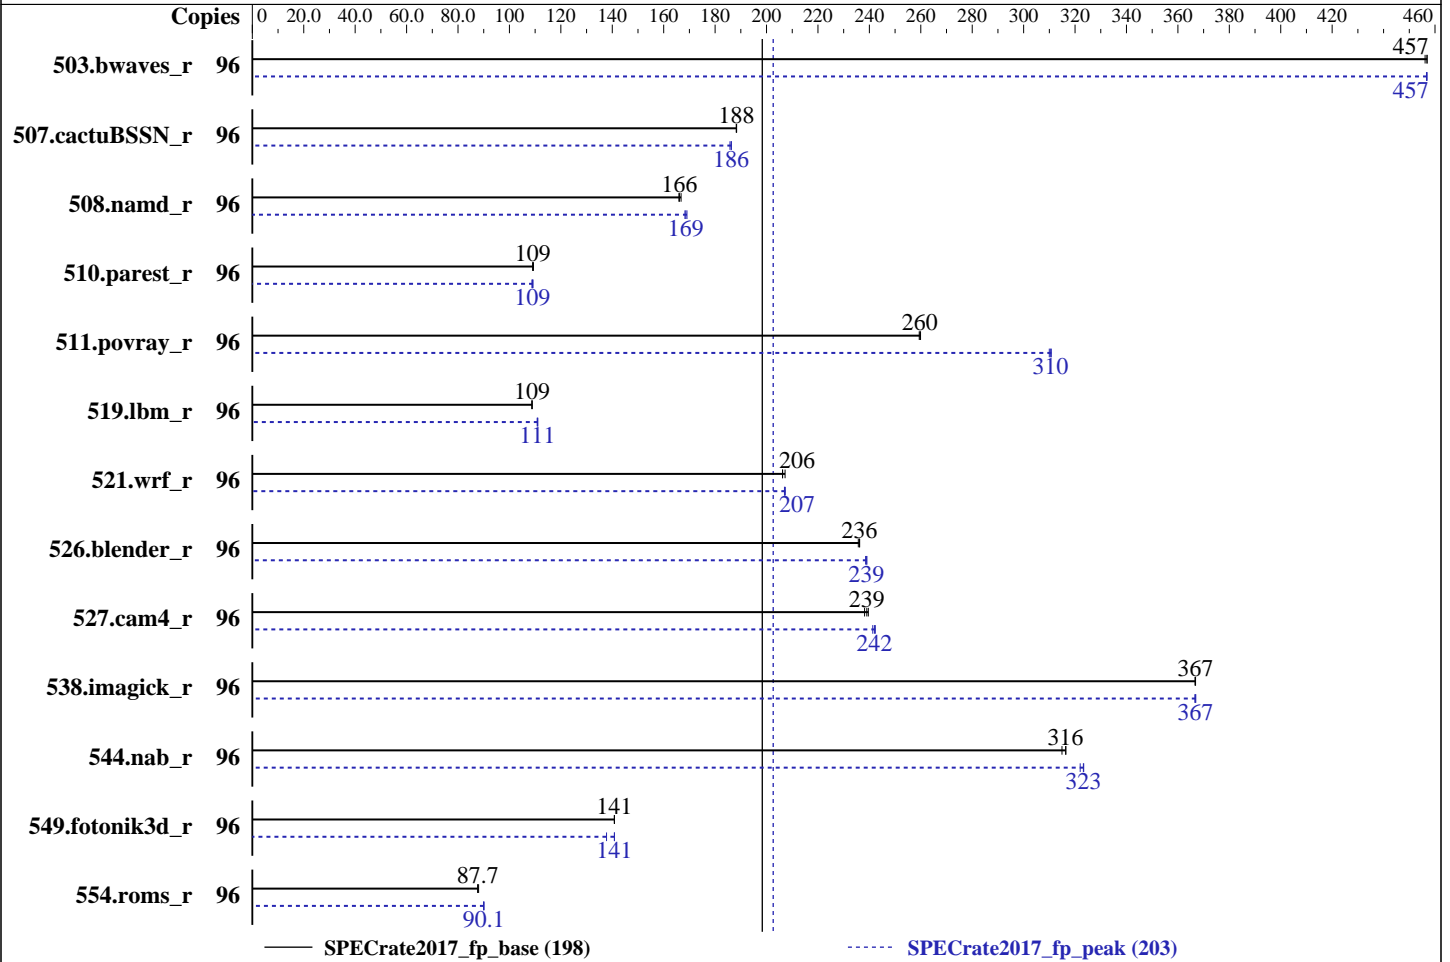 Copies 0 20.0 40.0 60.0 80.0 100 120 140 160 180 200 220 240 260 280 300 320 340 360 380 400 420 460
457
503.bwaves_r 96
457
188
507.cactuBSSN_r 96
186
166
508.namd_r 96
169
109
510.parest_r 96
109
260
511.povray_r 96
310
109
519.lbm_r 96
111
206
521.wrf_r 96
207
236
526.blender_r 96
239
239
527.cam4_r 96
242
367
538.imagick_r 96
367
316
544.nab_r 96
323
141
549.fotonik3d_r 96
141
87.7
554.roms_r 96
90.1
SPECrate2017_fp_base (198) SPECrate2017_fp_peak (203)